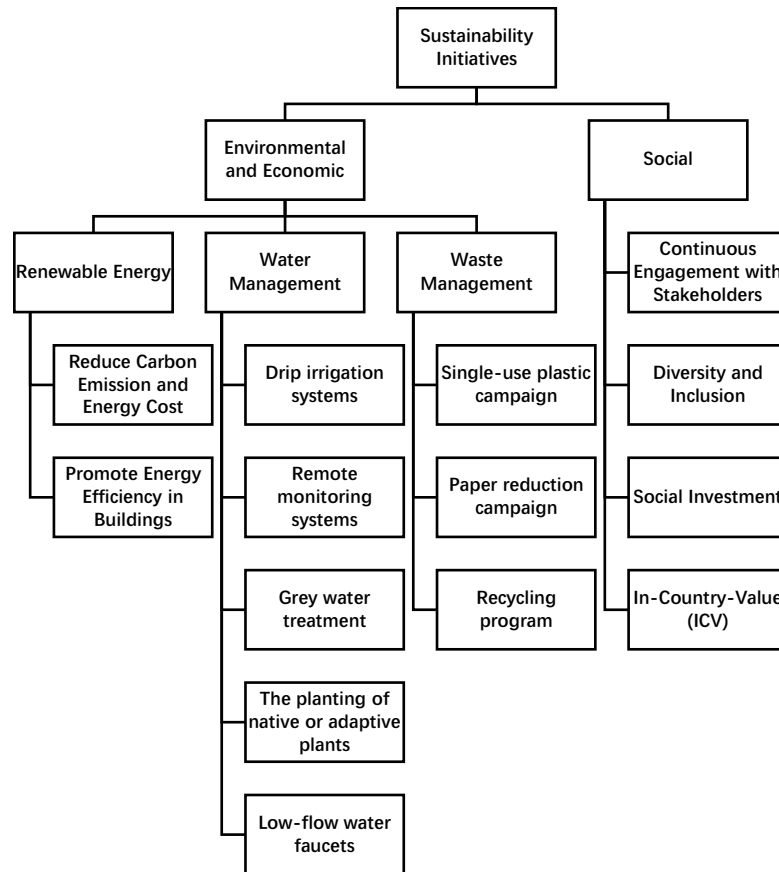 Sustainability
Initiatives
Environmental
and Economic
Social
Renewable Energy
Water
Management
Waste
Management
Continuous
Engagement with
Stakeholders
Reduce Carbon
Emission and
Energy Cost
Drip irrigation
systems
Single-use plastic
campaign
Diversity and
Inclusion
Promote Energy
Efficiency in
Buildings
Remote
monitoring
systems
Paper reduction
campaign
Social Investment
Grey water
treatment
Recycling
program
In-Country-Value
(ICV)
The planting of
native or adaptive
plants
Low-flow water
faucets